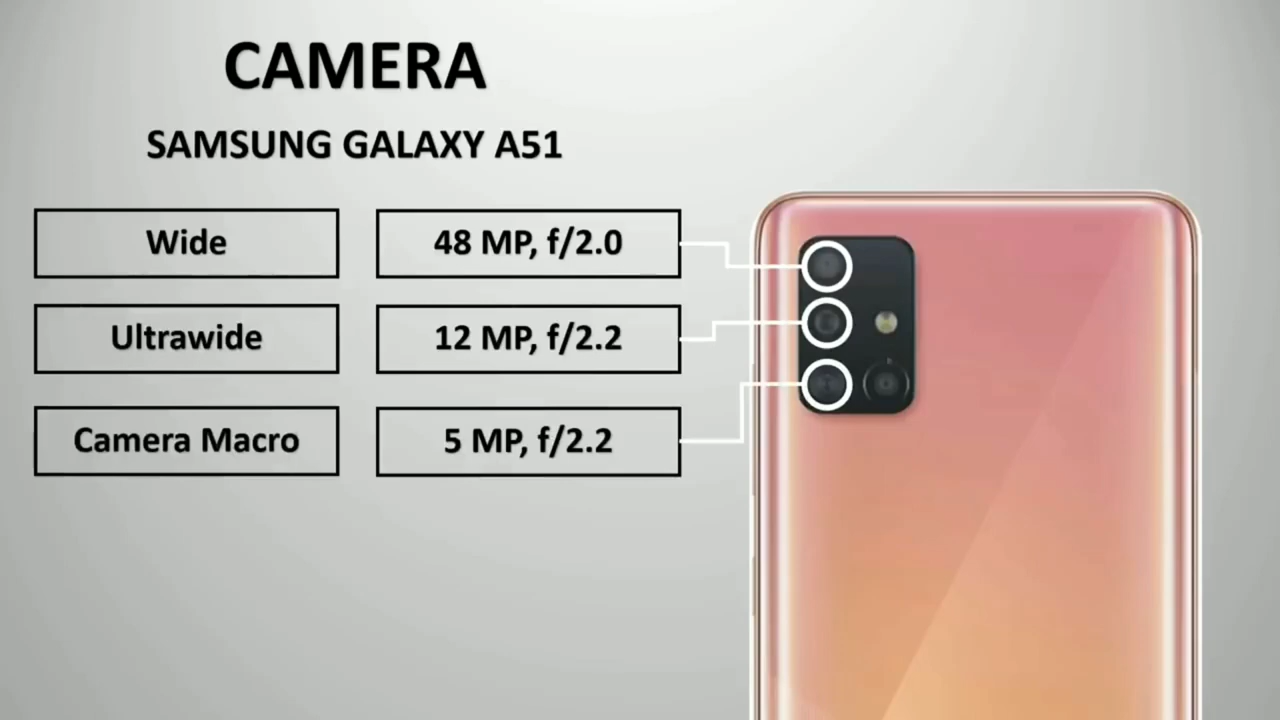 CAMERA
SAMSUNG GALAXY A51
Wide 48 MP, f/2.0
Ultrawide 12 MP, f/2.2
Camera Macro 5 MP, f/2.2